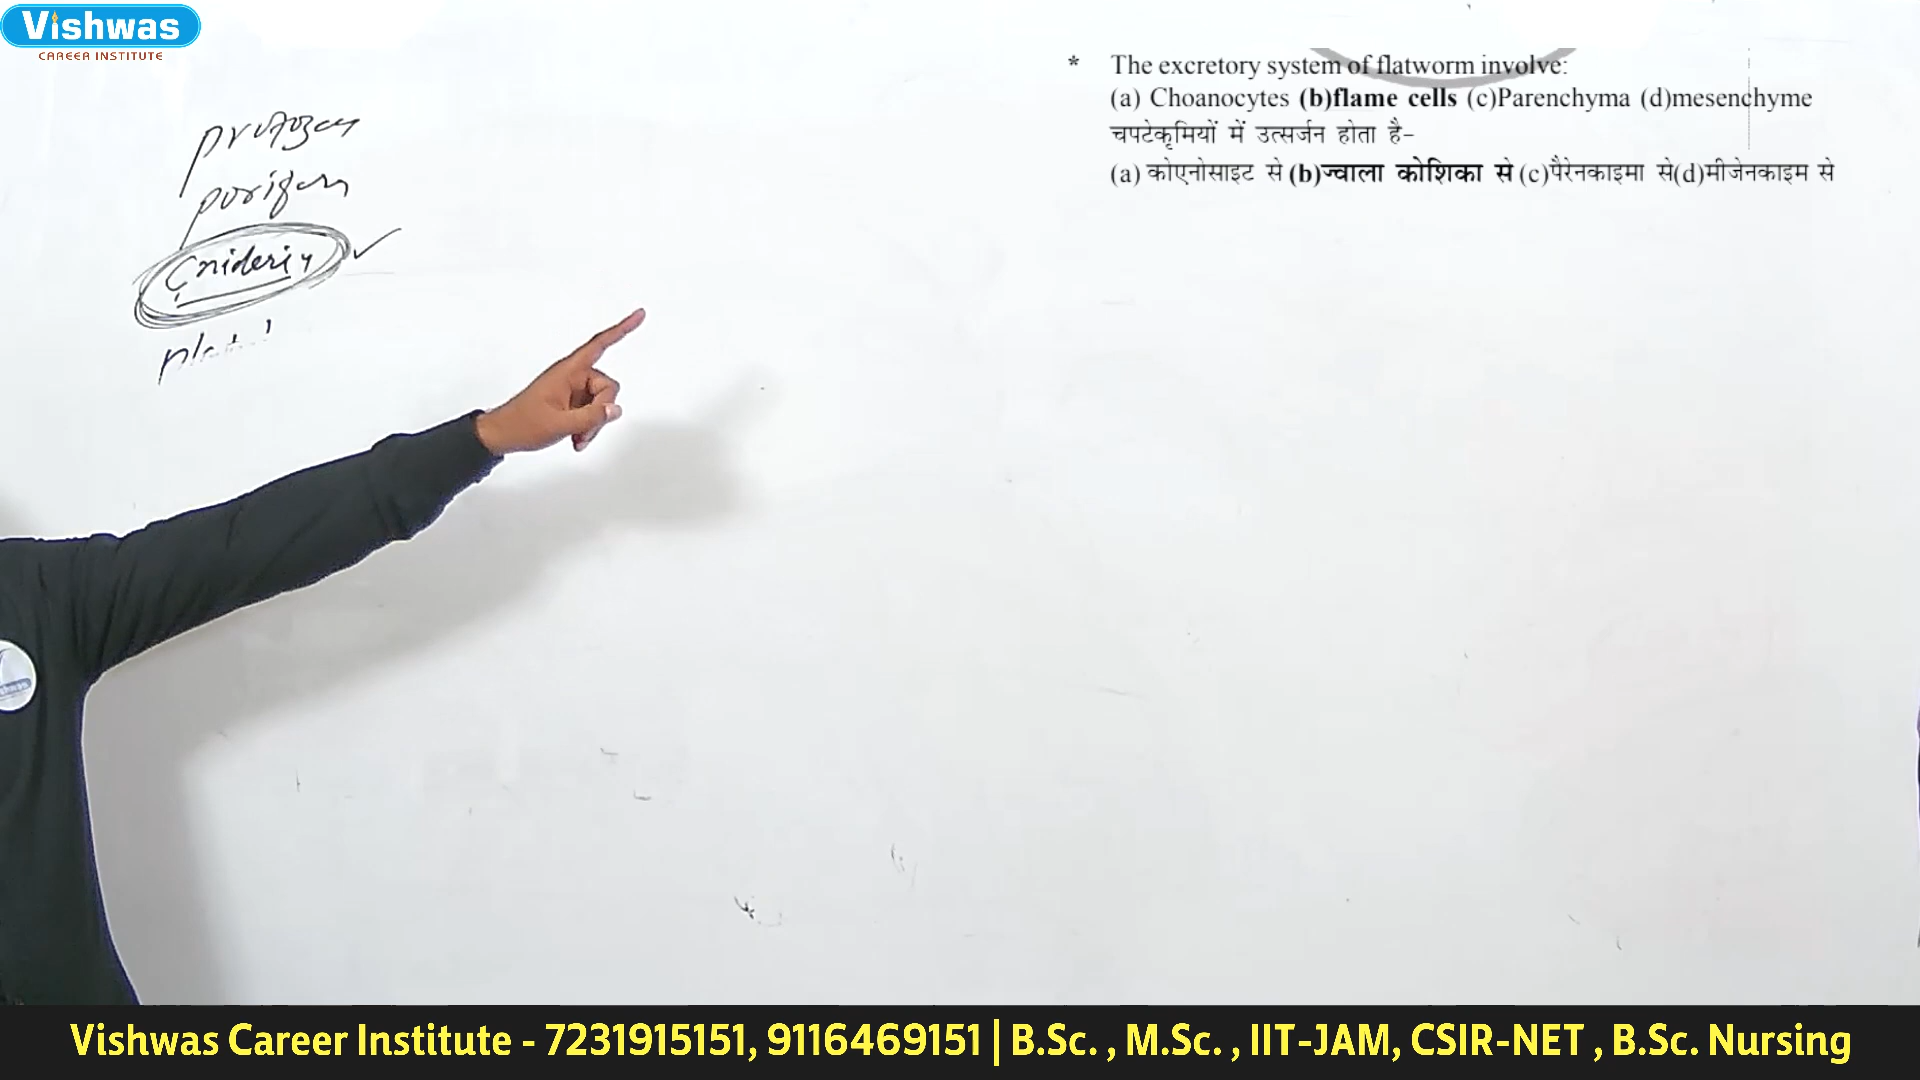 Vishwas
CAREER INSTITUTE
* The excretory system of flatworm involve:
(a) Choanocytes (b)flame cells (c)Parenchyma (d)mesenchyme
चपटेकृमियों में उत्सर्जन होता है-
(a) कोएनोसाइट से (b)ज्वाला कोशिका से (c)पैरेनकाइमा से(d)मीजेनकाइम से
Vishwas Career Institute - 7231915151, 9116469151 | B.Sc. , M.Sc. , IIT-JAM, CSIR-NET , B.Sc. Nursing